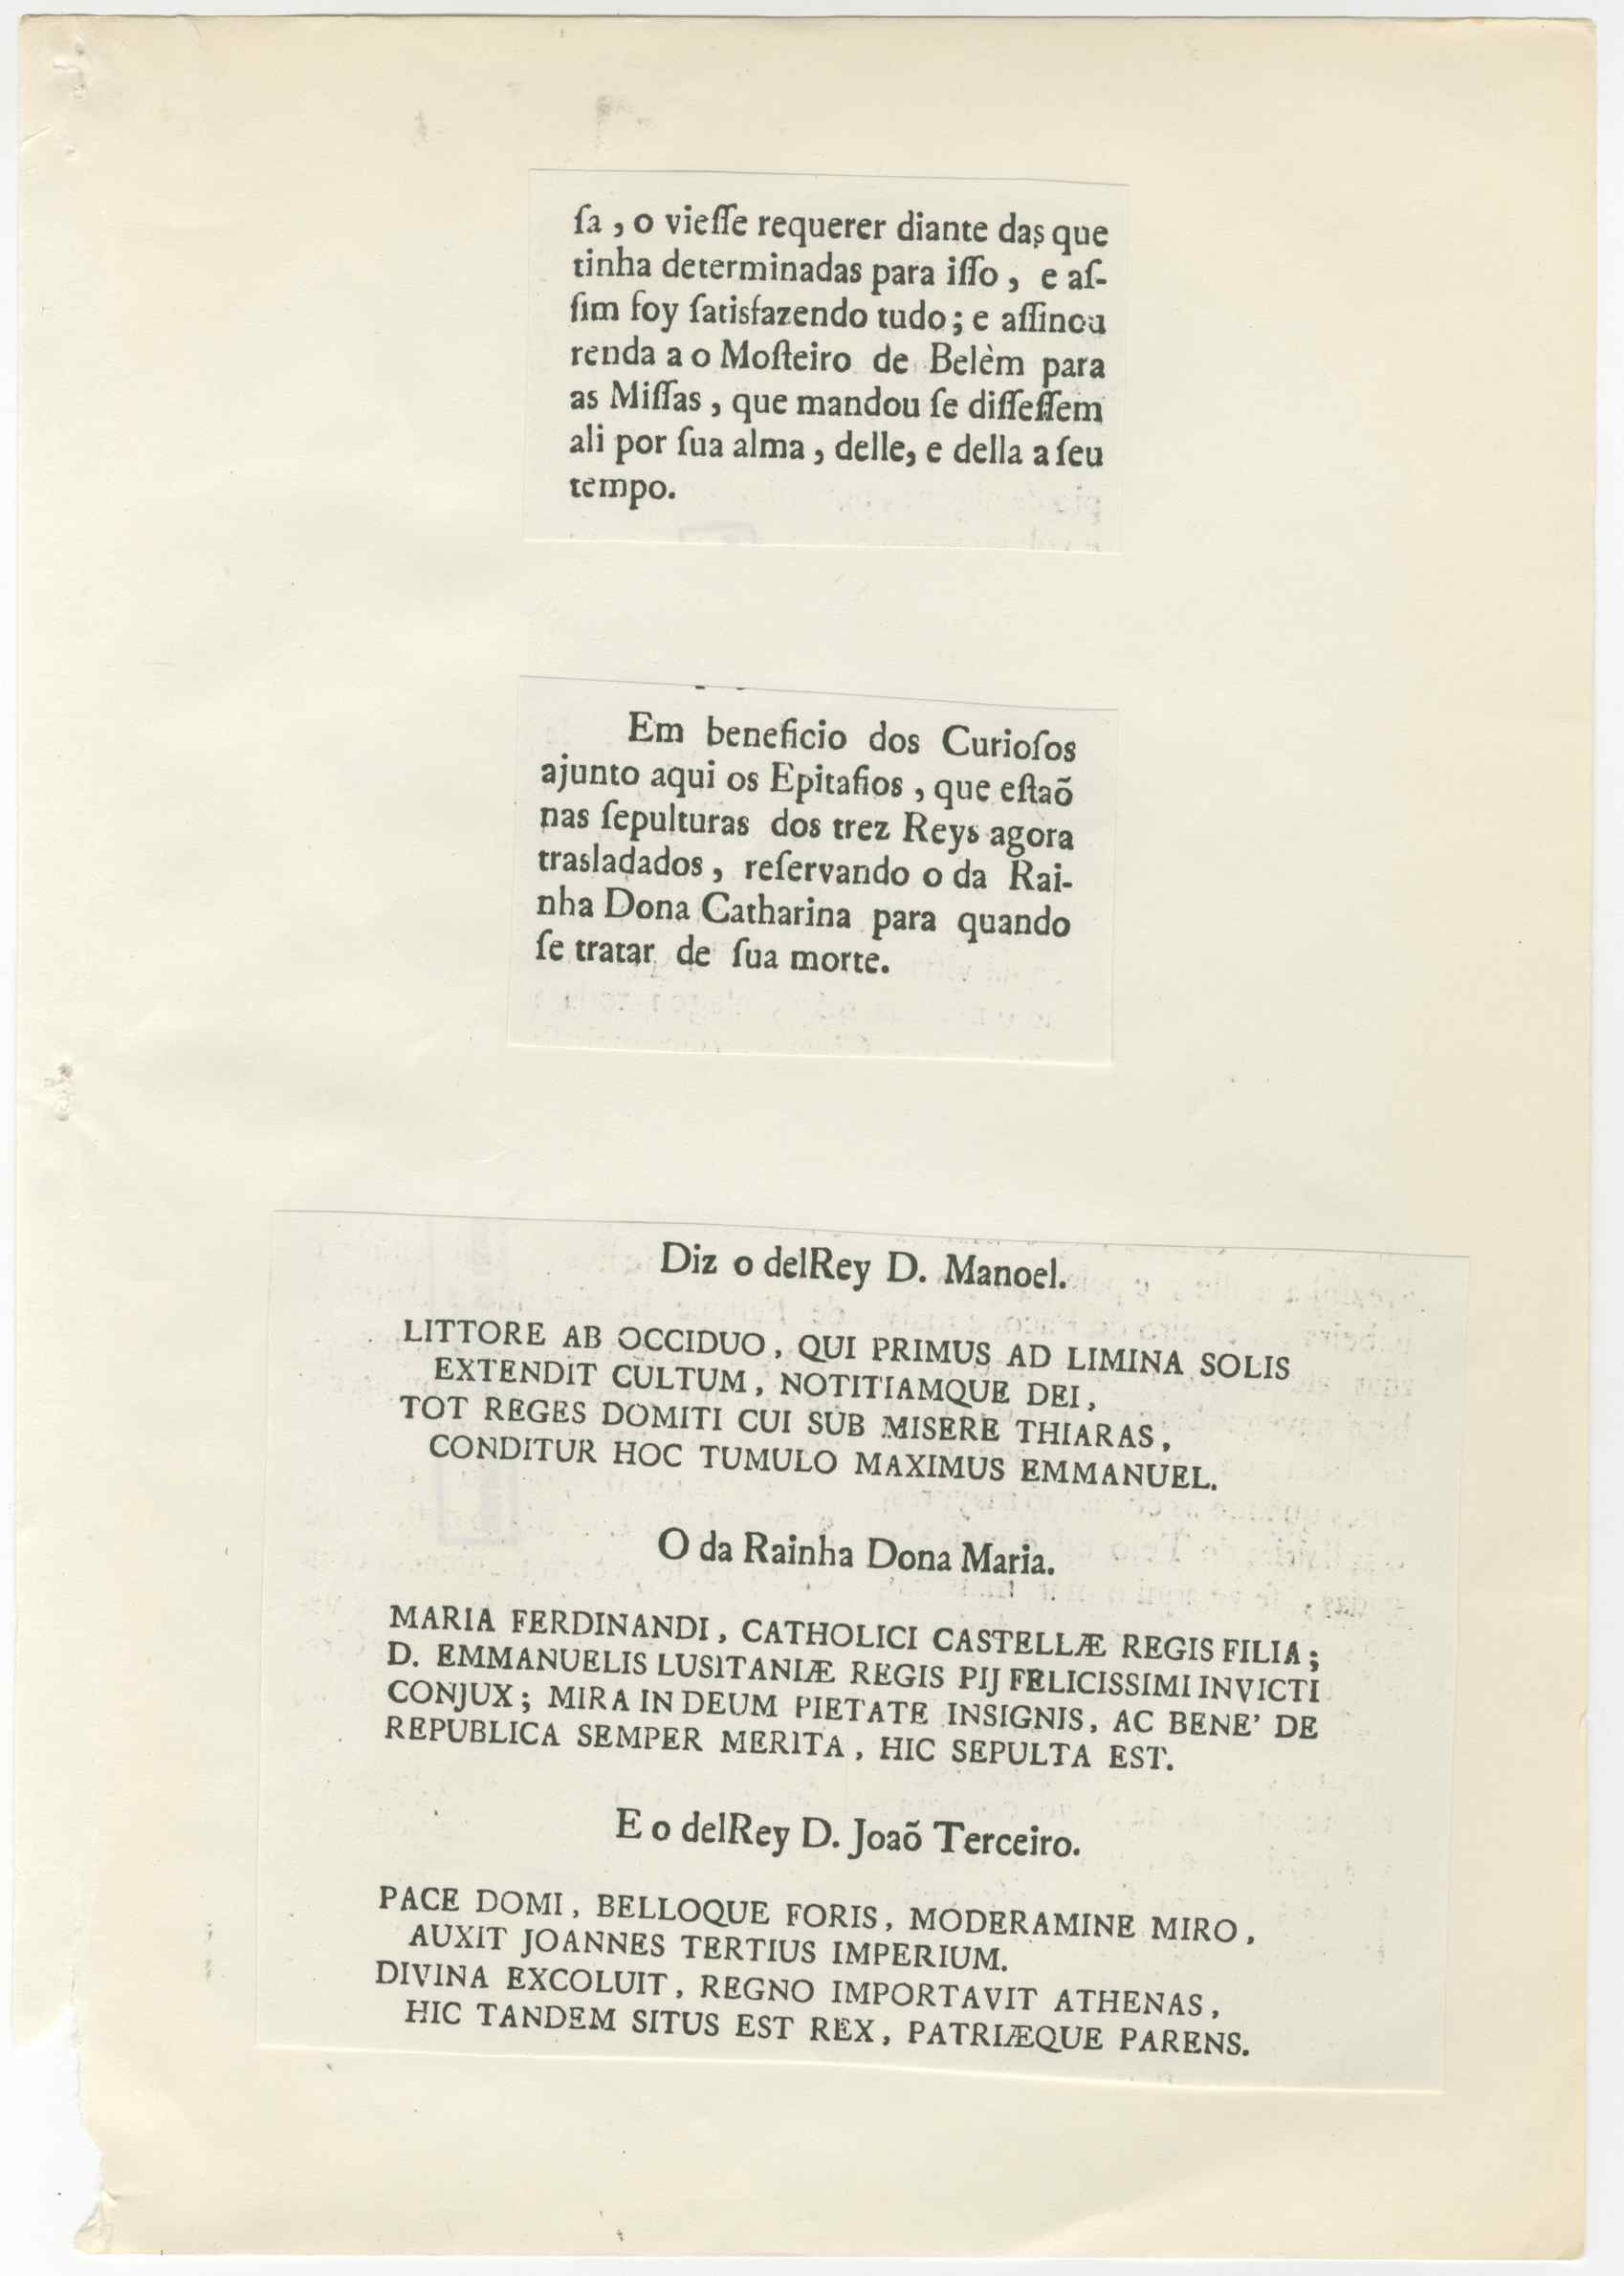 ſa, o vieſſe requerer diante das que
tinha determinadas para iſſo, e aſ-
ſim foy ſatisfazendo tudo; e aſſinou
renda a o Moſteiro de Belèm para
as Miſſas, que mandou ſe diſſeſſem
ali por ſua alma, delle, e della a ſeu
tempo.
Em beneficio dos Curioſos
ajunto aqui os Epitafios, que eſtaõ
nas ſepulturas dos trez Reys agora
trasladados, reſervando o da Rai-
nha Dona Catharina para quando
ſe tratar de ſua morte.
Diz o delRey D. Manoel.
LITTORE AB OCCIDUO, QUI PRIMUS AD LIMINA SOLIS
EXTENDIT CULTUM, NOTITIAMQUE DEI,
TOT REGES DOMITI CUI SUB MISERE THIARAS,
CONDITUR HOC TUMULO MAXIMUS EMMANUEL.
O da Rainha Dona Maria.
MARIA FERDINANDI, CATHOLICI CASTELLÆ REGIS FILIA;
D. EMMANUELIS LUSITANIÆ REGIS PIJ FELICISSIMI INVICTI
CONJUX; MIRA IN DEUM PIETATE INSIGNIS, AC BENE' DE
REPUBLICA SEMPER MERITA, HIC SEPULTA EST.
E o delRey D. Joaõ Terceiro.
PACE DOMI, BELLOQUE FORIS, MODERAMINE MIRO,
AUXIT JOANNES TERTIUS IMPERIUM.
DIVINA EXCOLUIT, REGNO IMPORTAVIT ATHENAS,
HIC TANDEM SITUS EST REX, PATRIÆQUE PARENS.